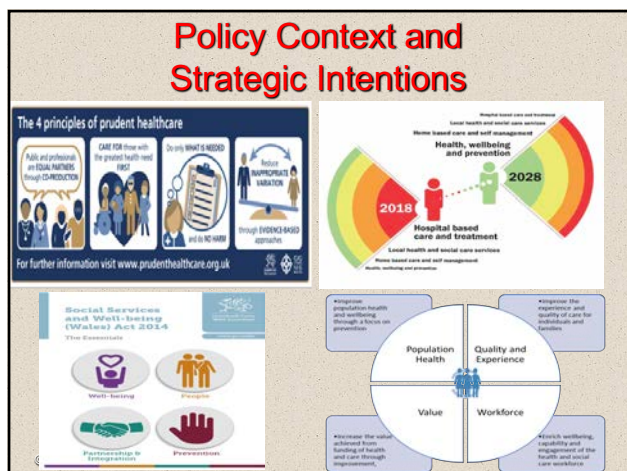 Policy Context and
Strategic Intentions
The 4 principles of prudent healthcare
Public and professionals
are EQUAL PARTNERS
through CO-PRODUCTION
CARE FOR those with
the greatest health need
FIRST
Do only WHAT IS NEEDED
and do NO HARM
Reduce
INAPPROPRIATE
VARIATION
through EVIDENCE-BASED
approaches
For further information visit www.prudenthealthcare.org.uk
Hospital based care and treatment
Local health and social care services
Home based care and self management
Health, wellbeing
and prevention
2028
2018
Hospital based
care and treatment
Local health and social care services
Home based care and self management
Health, wellbeing and prevention
Social Services
and Well-being
(Wales) Act 2014
The Essentials
Well-being
People
Partnership &
Integration
Prevention
©
•Improve
population health
and wellbeing
through a focus on
prevention
•Improve the
experience and
quality of care for
individuals and
families
Population
Health
Quality and
Experience
Value
Workforce
•Increase the value
achieved from
funding of health
and care through
improvement,
•Enrich wellbeing,
capability and
engagement of the
health and social
care workforce